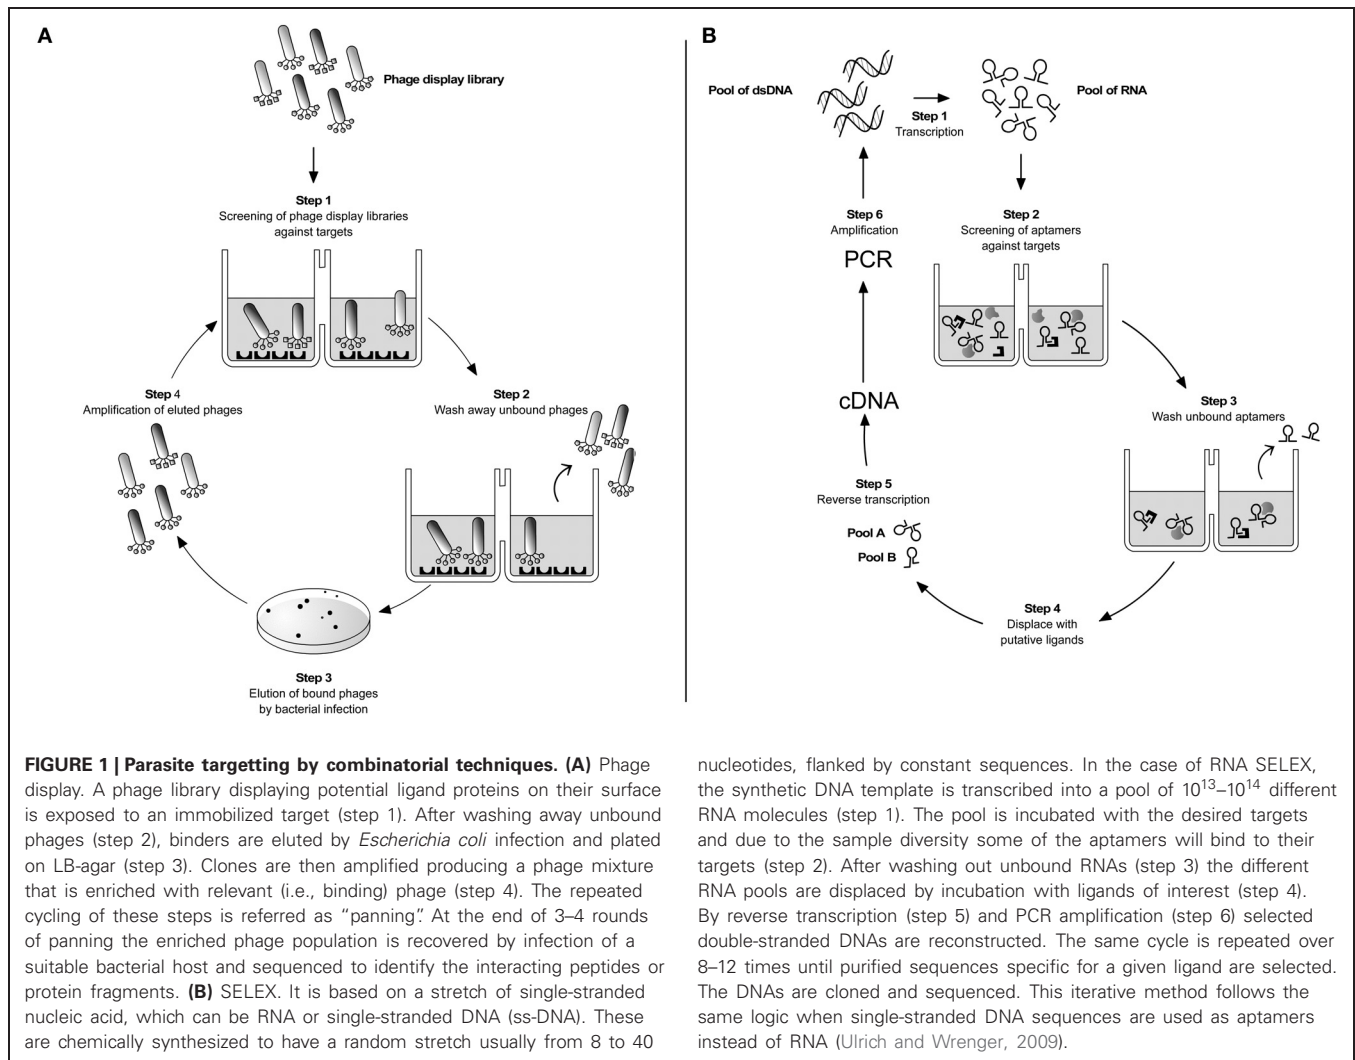 A
Phage display library
Step 1
Screening of phage display libraries
against targets
Step 2
Wash away unbound phages
Step 3
Elution of bound phages
by bacterial infection
Step 4
Amplification of eluted phages
B
Pool of dsDNA
Step 1
Transcription
Pool of RNA
Step 2
Screening of aptamers
against targets
Step 3
Wash unbound aptamers
Step 4
Displace with
putative ligands
Pool A
Pool B
Step 5
Reverse transcription
cDNA
PCR
Step 6
Amplification
FIGURE 1 | Parasite targetting by combinatorial techniques. (A) Phage
display. A phage library displaying potential ligand proteins on their surface
is exposed to an immobilized target (step 1). After washing away unbound
phages (step 2), binders are eluted by Escherichia coli infection and plated
on LB-agar (step 3). Clones are then amplified producing a phage mixture
that is enriched with relevant (i.e., binding) phage (step 4). The repeated
cycling of these steps is referred as “panning”. At the end of 3–4 rounds
of panning the enriched phage population is recovered by infection of a
suitable bacterial host and sequenced to identify the interacting peptides or
protein fragments. (B) SELEX. It is based on a stretch of single-stranded
nucleic acid, which can be RNA or single-stranded DNA (ss-DNA). These
are chemically synthesized to have a random stretch usually from 8 to 40
nucleotides, flanked by constant sequences. In the case of RNA SELEX,
the synthetic DNA template is transcribed into a pool of 10¹³–10¹⁴ different
RNA molecules (step 1). The pool is incubated with the desired targets
and due to the sample diversity some of the aptamers will bind to their
targets (step 2). After washing out unbound RNAs (step 3) the different
RNA pools are displaced by incubation with ligands of interest (step 4).
By reverse transcription (step 5) and PCR amplification (step 6) selected
double-stranded DNAs are reconstructed. The same cycle is repeated over
8–12 times until purified sequences specific for a given ligand are selected.
The DNAs are cloned and sequenced. This iterative method follows the
same logic when single-stranded DNA sequences are used as aptamers
instead of RNA (Ulrich and Wrenger, 2009).